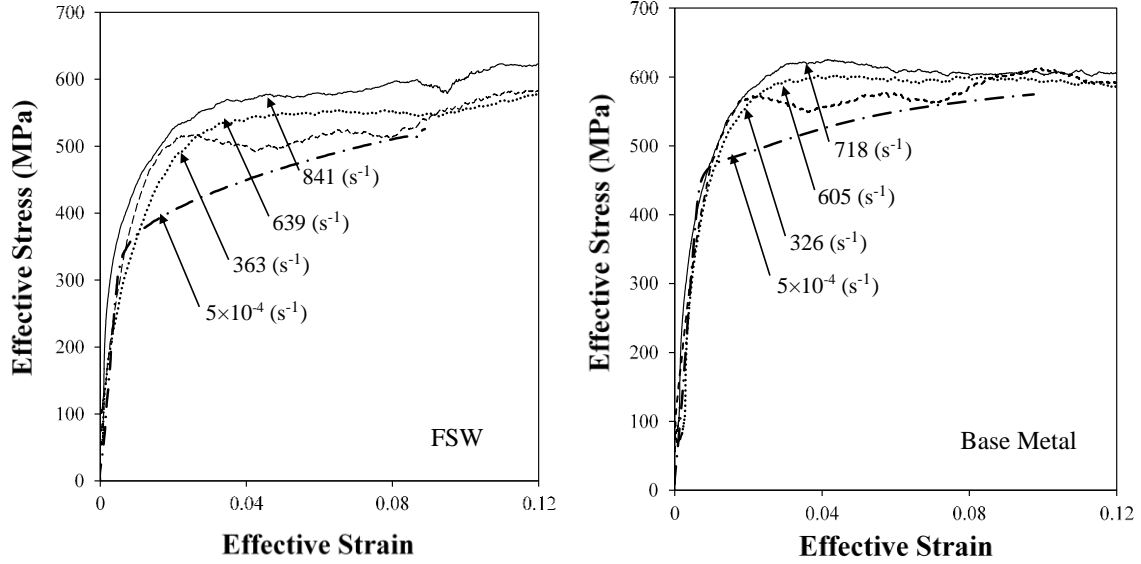 700
600
500
400
300
200
100
0
Effective Stress (MPa)
841 (s⁻¹)
639 (s⁻¹)
363 (s⁻¹)
5×10⁻⁴ (s⁻¹)
FSW
0 0.04 0.08 0.12
Effective Strain
700
600
500
400
300
200
100
0
Effective Stress (MPa)
718 (s⁻¹)
605 (s⁻¹)
326 (s⁻¹)
5×10⁻⁴ (s⁻¹)
Base Metal
0 0.04 0.08 0.12
Effective Strain